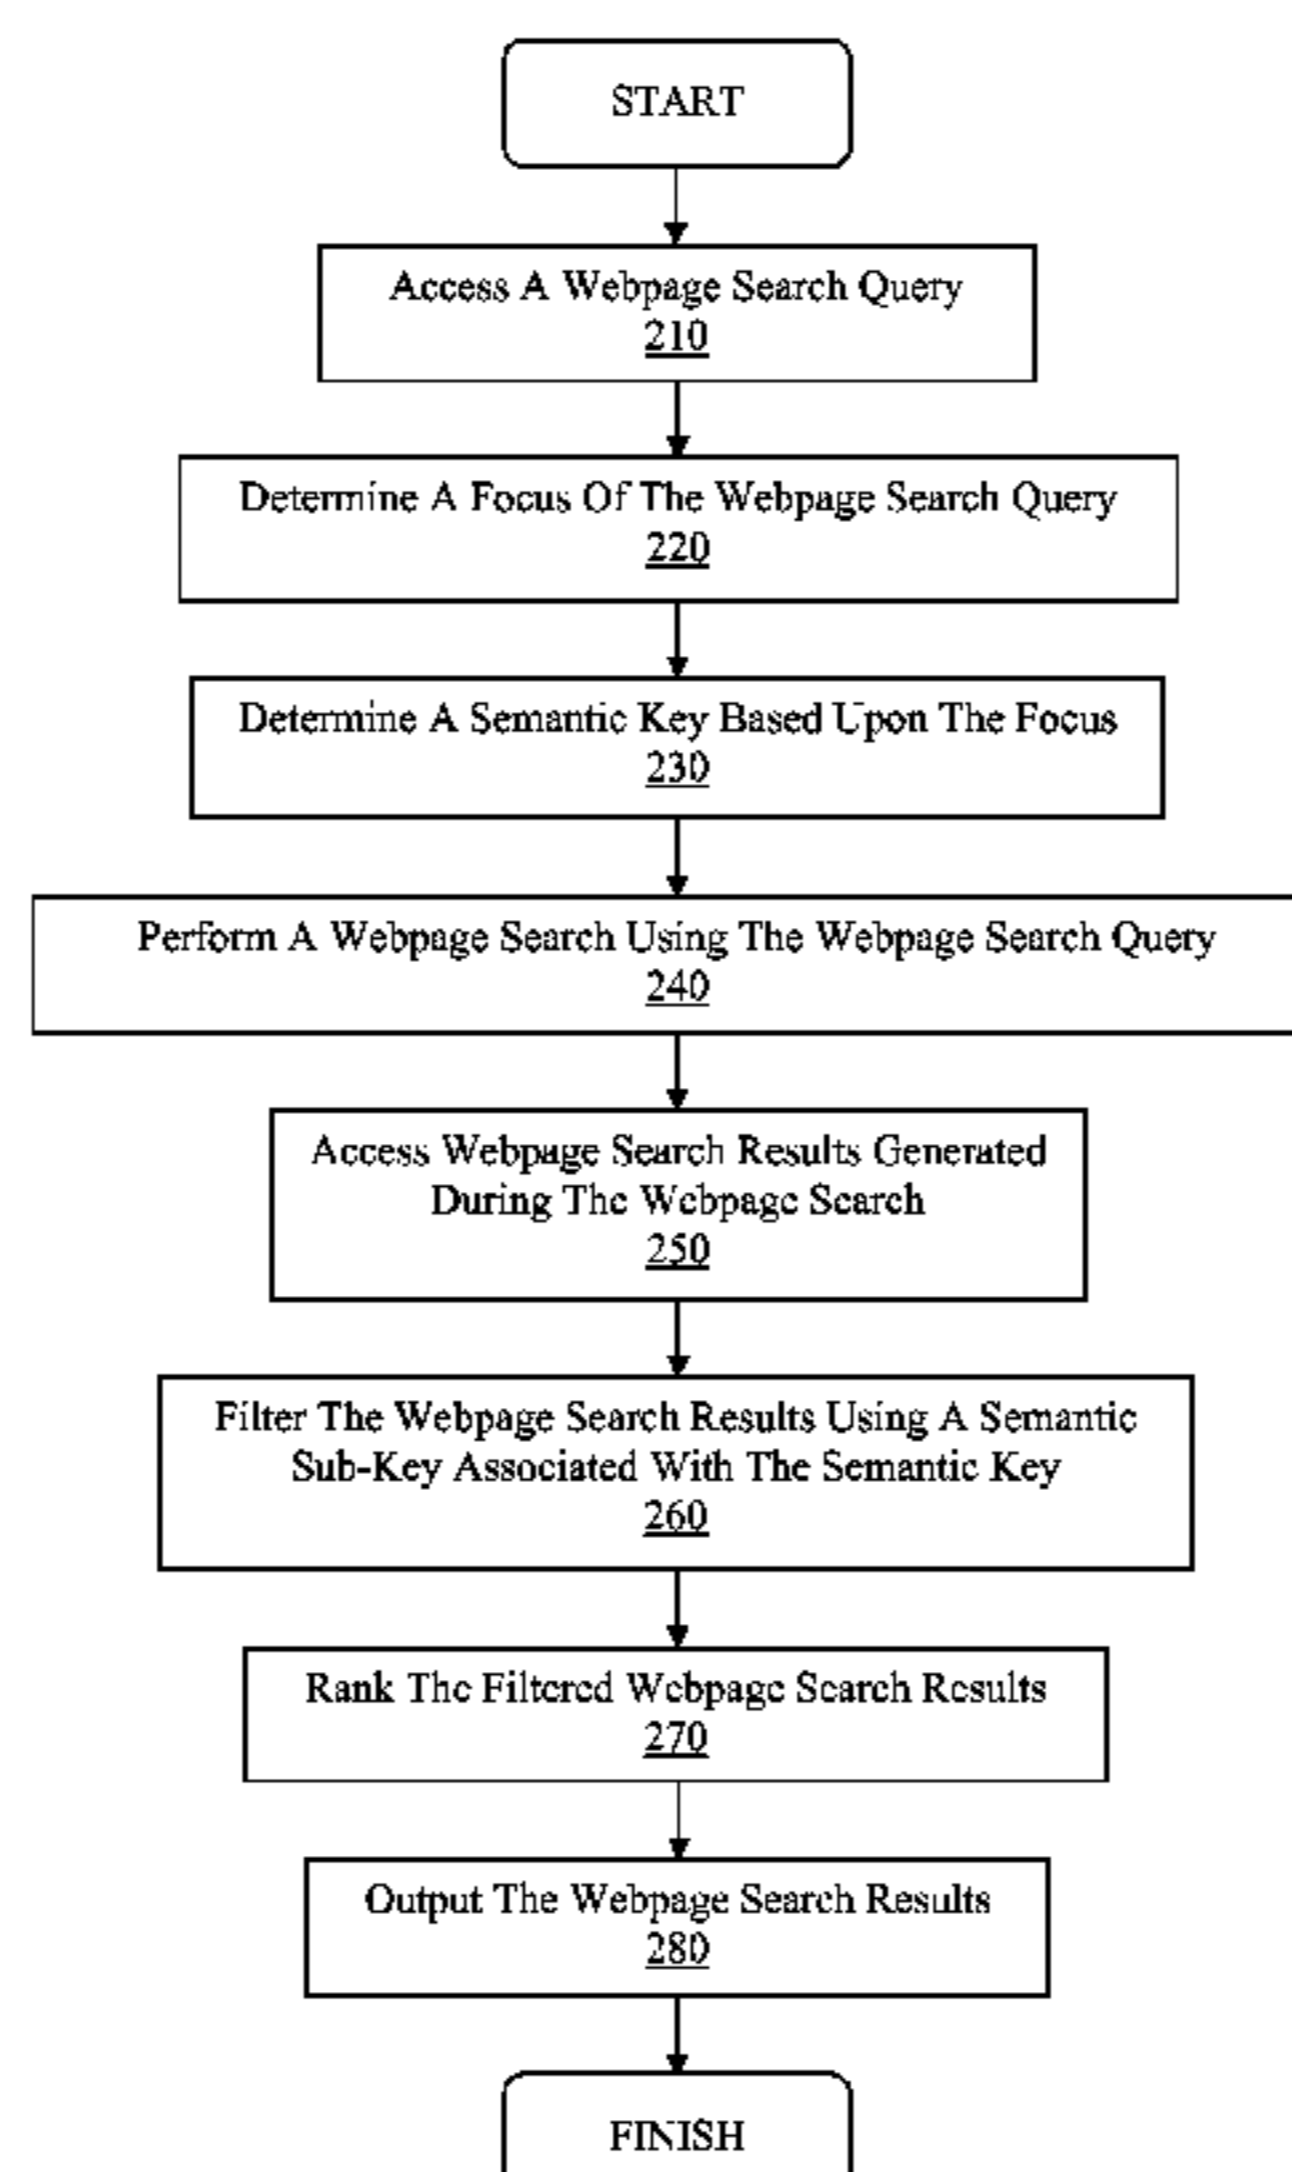 START
Access A Webpage Search Query
210
Determine A Focus Of The Webpage Search Query
220
Determine A Semantic Key Based Upon The Focus
230
Perform A Webpage Search Using The Webpage Search Query
240
Access Webpage Search Results Generated
During The Webpage Search
250
Filter The Webpage Search Results Using A Semantic
Sub-Key Associated With The Semantic Key
260
Rank The Filtered Webpage Search Results
270
Output The Webpage Search Results
280
FINISH